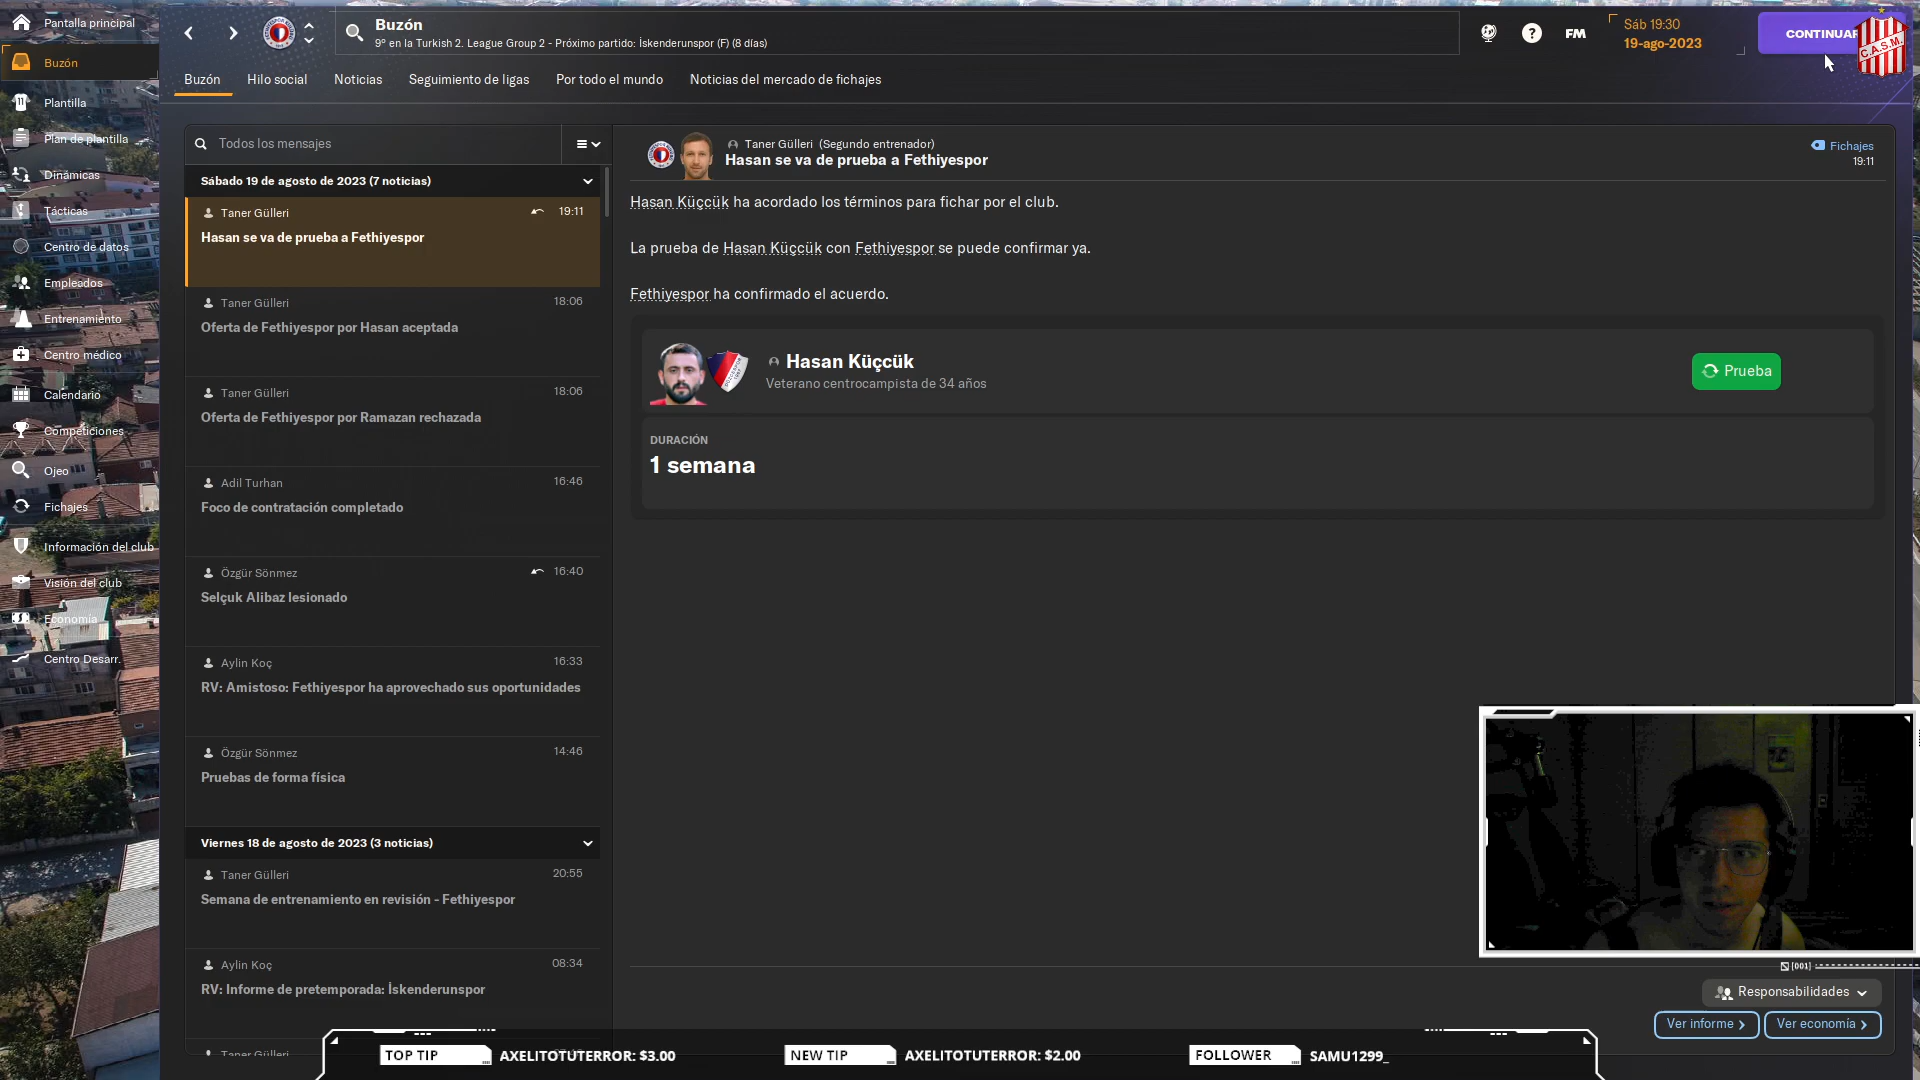 Pantalla principal
Buzón
Plantilla
Plan de plantilla
Dinámicas
Tácticas
Centro de datos
Empleados
Entrenamiento
Centro médico
Calendario
Competiciones
Ojeo
Fichajes
Información del club
Visión del club
Economía
Centro Desarr.
Buzón
9º en la Turkish 2. League Group 2 - Próximo partido: İskenderunspor (F) (8 días)
FM
Sáb 19:30
19-ago-2023
CONTINUAR
C.A.S.M.
Buzón
Hilo social
Noticias
Seguimiento de ligas
Por todo el mundo
Noticias del mercado de fichajes
Todos los mensajes
Sábado 19 de agosto de 2023 (7 noticias)
Taner Gülleri
19:11
Hasan se va de prueba a Fethiyespor
Taner Gülleri
18:06
Oferta de Fethiyespor por Hasan aceptada
Taner Gülleri
18:06
Oferta de Fethiyespor por Ramazan rechazada
Adil Turhan
16:46
Foco de contratación completado
Özgür Sönmez
16:40
Selçuk Alibaz lesionado
Aylin Koç
16:33
RV: Amistoso: Fethiyespor ha aprovechado sus oportunidades
Özgür Sönmez
14:46
Pruebas de forma física
Viernes 18 de agosto de 2023 (3 noticias)
Taner Gülleri
20:55
Semana de entrenamiento en revisión - Fethiyespor
Aylin Koç
08:34
RV: Informe de pretemporada: İskenderunspor
Taner Gülleri
Taner Gülleri (Segundo entrenador)
Hasan se va de prueba a Fethiyespor
Fichajes
19:11
Hasan Küçcük ha acordado los términos para fichar por el club.
La prueba de Hasan Küçcük con Fethiyespor se puede confirmar ya.
Fethiyespor ha confirmado el acuerdo.
Hasan Küçcük
Veterano centrocampista de 34 años
Prueba
DURACIÓN
1 semana
[001]
Responsabilidades
Ver informe
Ver economía
TOP TIP
AXELITOTUTERROR: $3.00
NEW TIP
AXELITOTUTERROR: $2.00
FOLLOWER
SAMU1299_